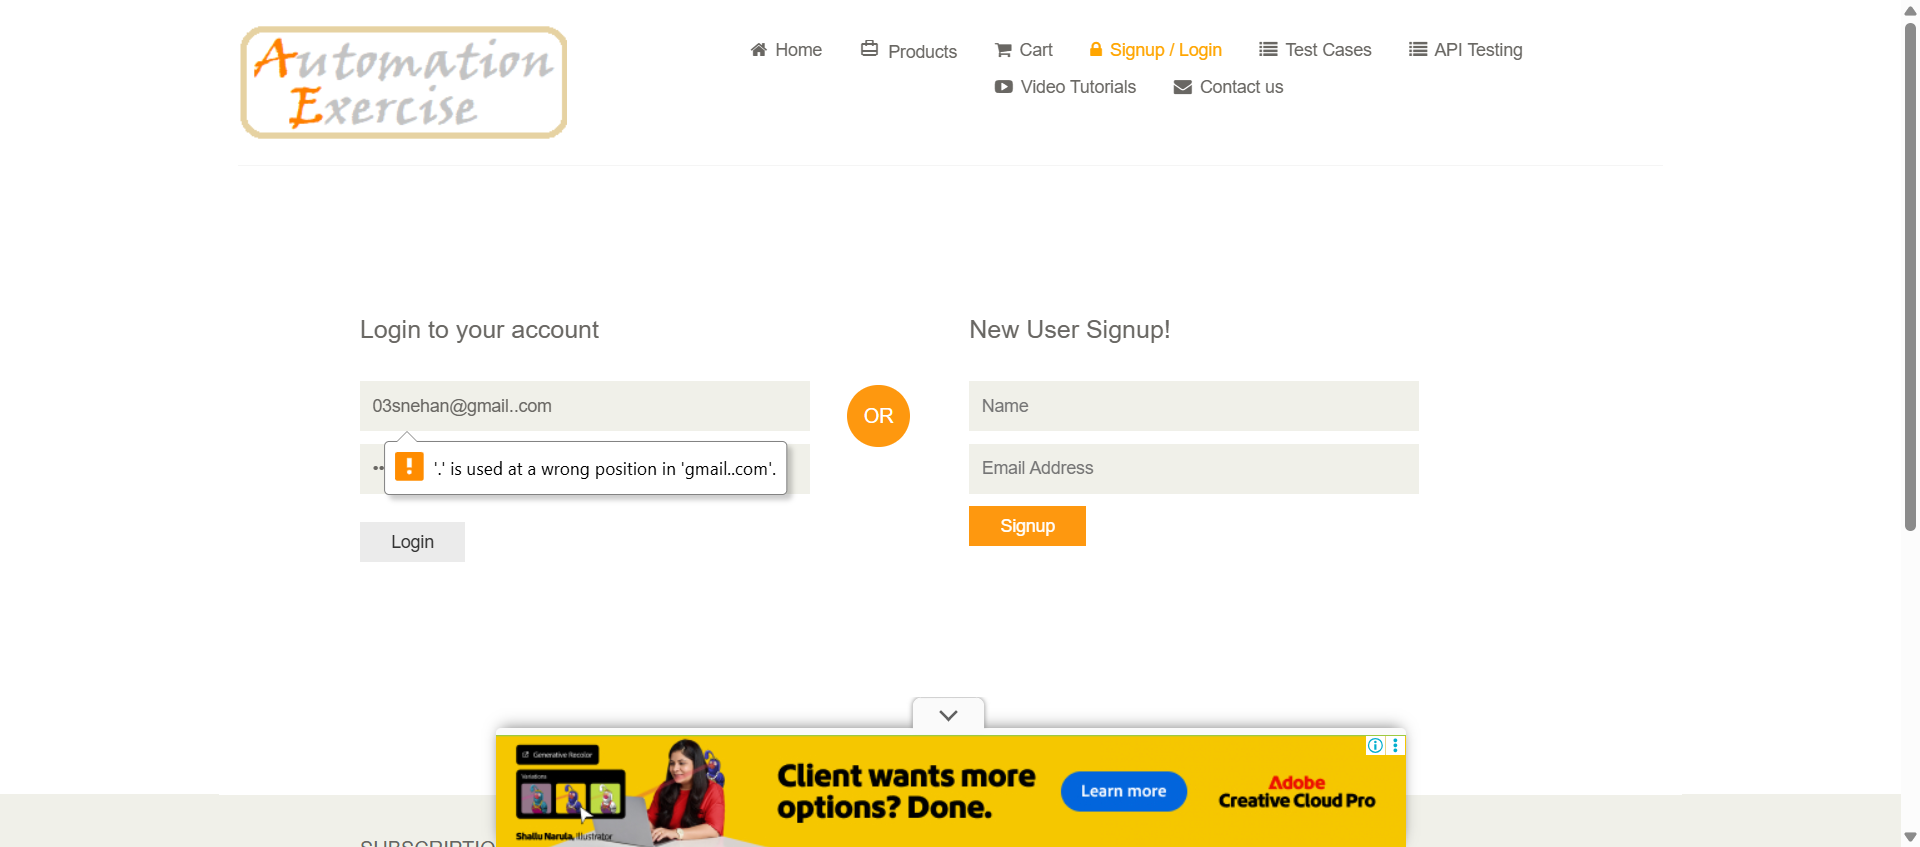 Automation
Exercise
Home
Products
Cart
Signup / Login
Test Cases
API Testing
Video Tutorials
Contact us
Login to your account
03snehan@gmail..com
'.' is used at a wrong position in 'gmail..com'.
Login
OR
New User Signup!
Name
Email Address
Signup
Generative Recolor
Variations
Shallu Narula, Illustrator
Client wants more
options? Done.
Learn more
Adobe
Creative Cloud Pro